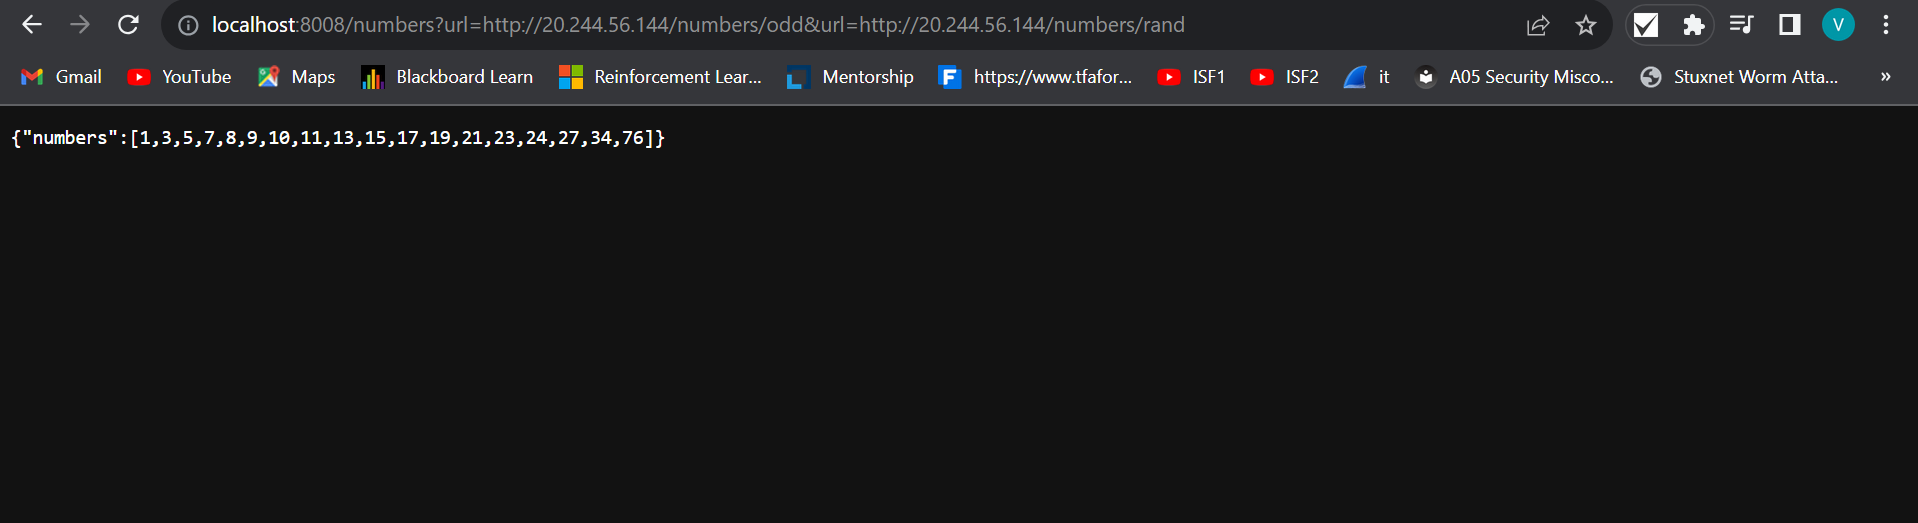 localhost:8008/numbers?url=http://20.244.56.144/numbers/odd&url=http://20.244.56.144/numbers/rand V
Gmail YouTube Maps Blackboard Learn Reinforcement Lear... Mentorship F https://www.tfafor... ISF1 ISF2 it A05 Security Misco... Stuxnet Worm Atta... »
{"numbers":[1,3,5,7,8,9,10,11,13,15,17,19,21,23,24,27,34,76]}